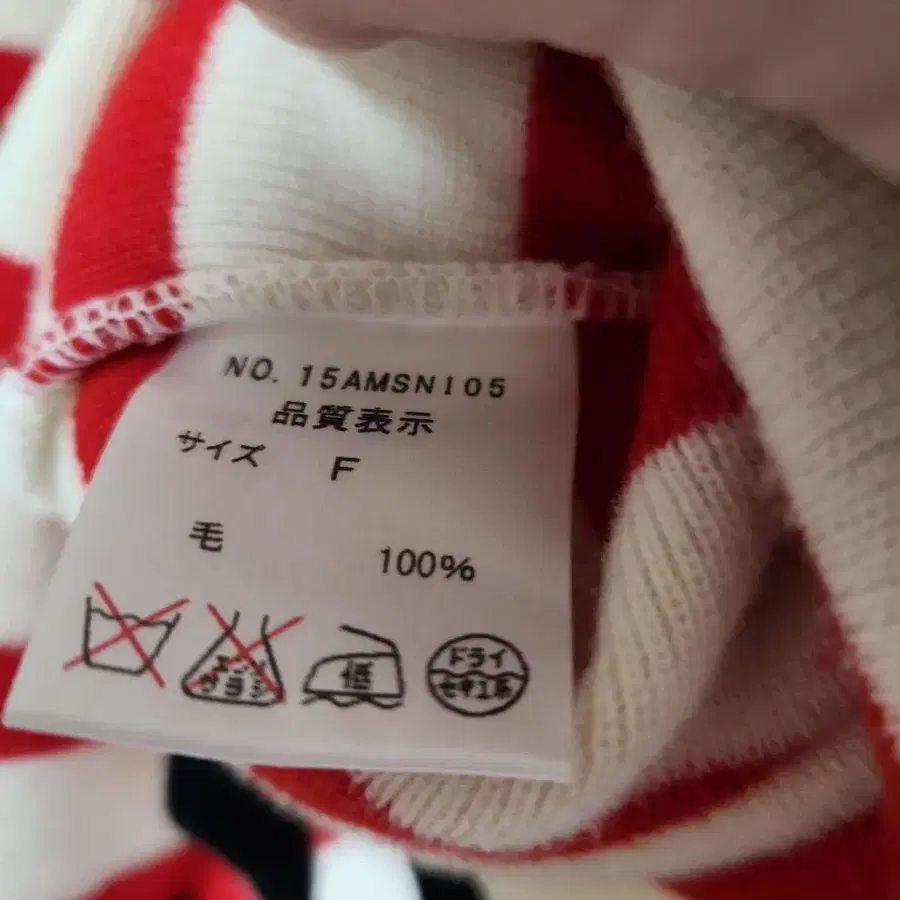 NO. 15AMSNI05
品質表示
サイズ F
毛 100%
エンソ
サラシ
低
ドライ
セキユ系